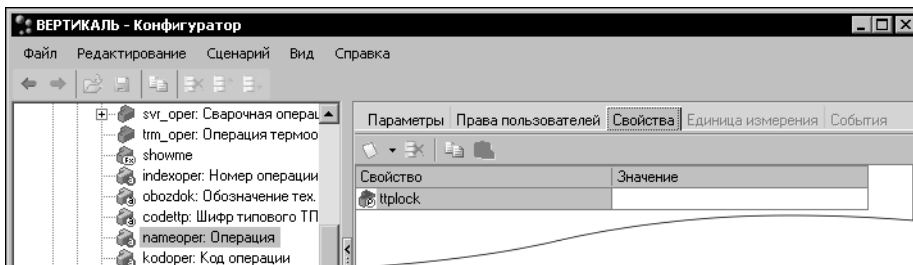 ВЕРТИКАЛЬ - Конфигуратор
Файл Редактирование Сценарий Вид Справка
svr_oper: Сварочная операц
Параметры Права пользователей Свойства Единица измерения События
trm_oper: Операция термоо
showme
indexoper: Номер операции
Свойство Значение
obozdok: Обозначение тех.
ttplock
codettp: Шифр типового ТП
nameoper: Операция
kodoper: Код операции